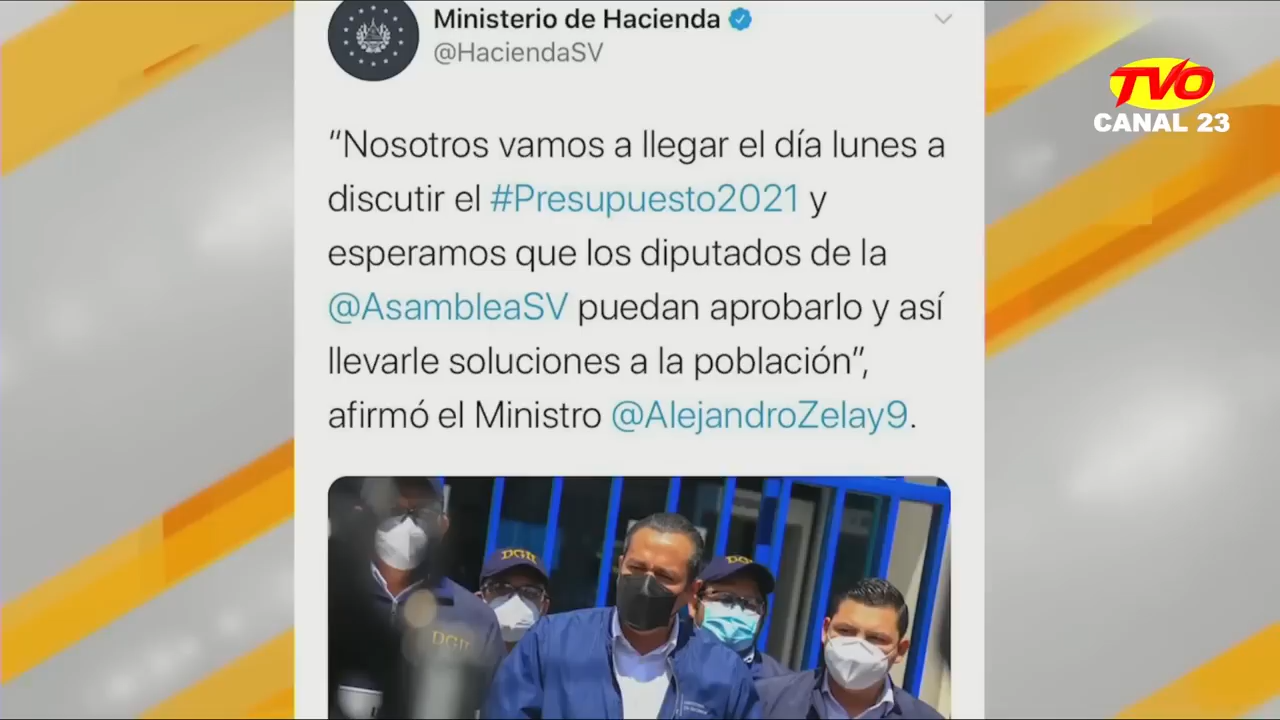 Ministerio de Hacienda
@HaciendaSV
TVO
CANAL 23
“Nosotros vamos a llegar el día lunes a
discutir el #Presupuesto2021 y
esperamos que los diputados de la
@AsambleaSV puedan aprobarlo y así
llevarle soluciones a la población”,
afirmó el Ministro @AlejandroZelay9.
DGII
DGII